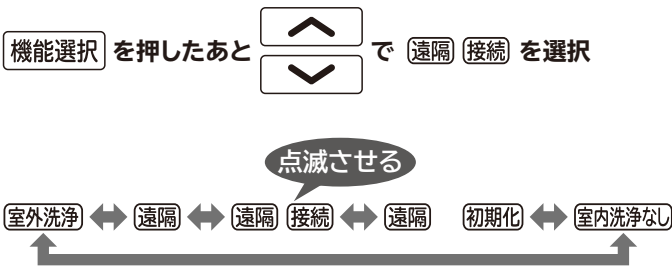 機能選択 を押したあと で 遠隔 接続 を選択
点滅させる
室外洗浄 遠隔 遠隔 接続 遠隔 初期化 室内洗浄なし